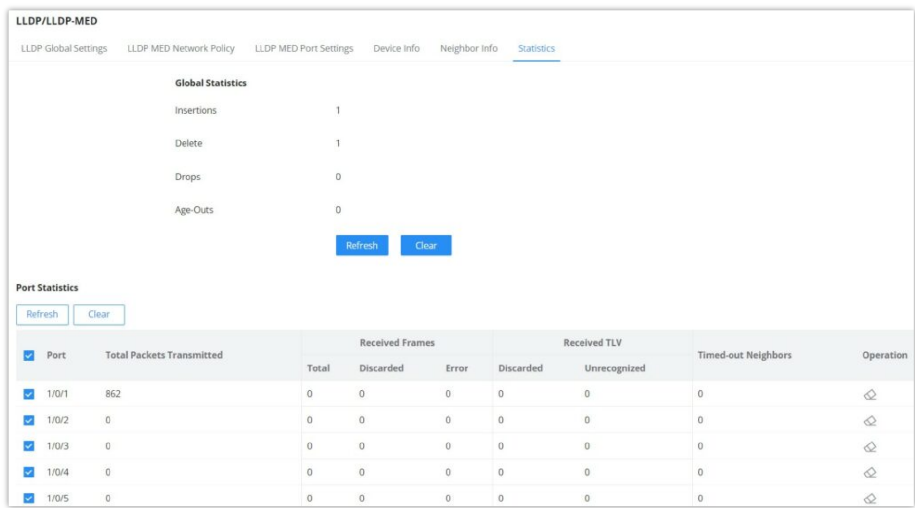 LLDP/LLDP-MED
LLDP Global Settings LLDP MED Network Policy LLDP MED Port Settings Device Info Neighbor Info Statistics
Global Statistics
Insertions 1
Delete 1
Drops 0
Age-Outs 0
Refresh Clear
Port Statistics
Refresh Clear
Port Total Packets Transmitted Received Frames Received TLV Timed-out Neighbors Operation
Total Discarded Error Discarded Unrecognized
1/0/1 862 0 0 0 0 0 0
1/0/2 0 0 0 0 0 0 0
1/0/3 0 0 0 0 0 0 0
1/0/4 0 0 0 0 0 0 0
1/0/5 0 0 0 0 0 0 0